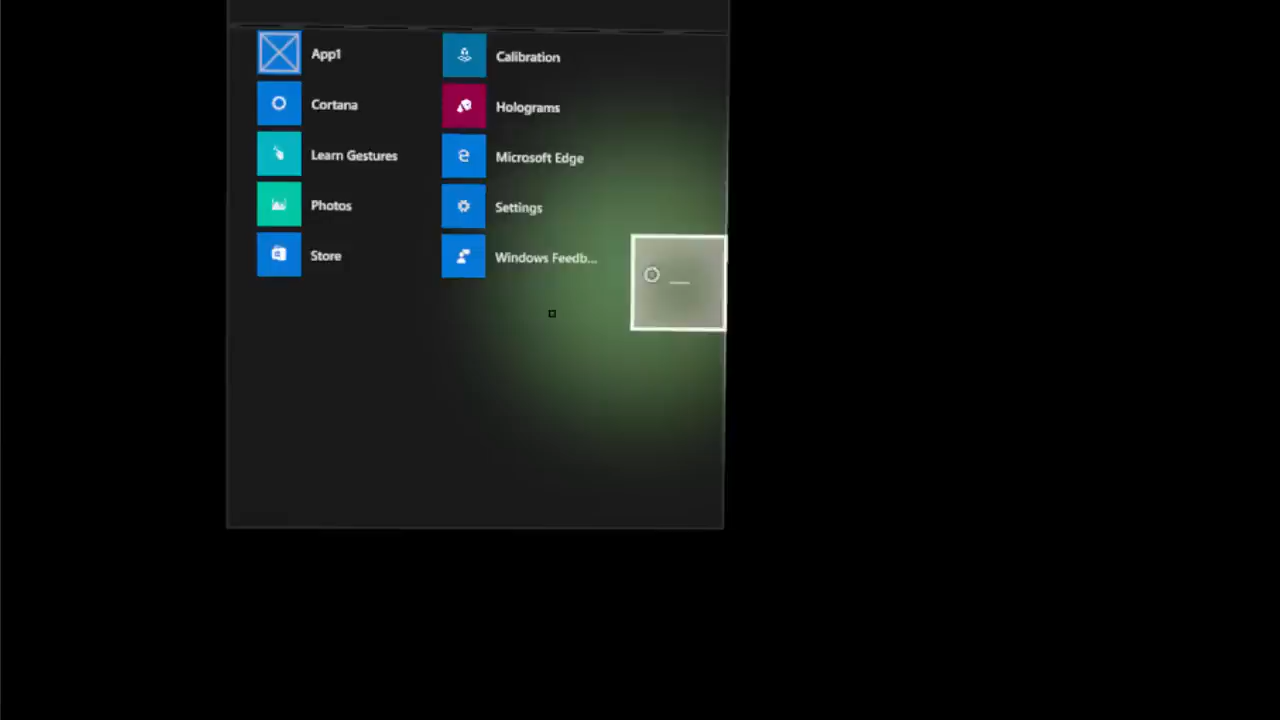 App1
Cortana
Learn Gestures
Photos
Store
Calibration
Holograms
Microsoft Edge
Settings
Windows Feedb...